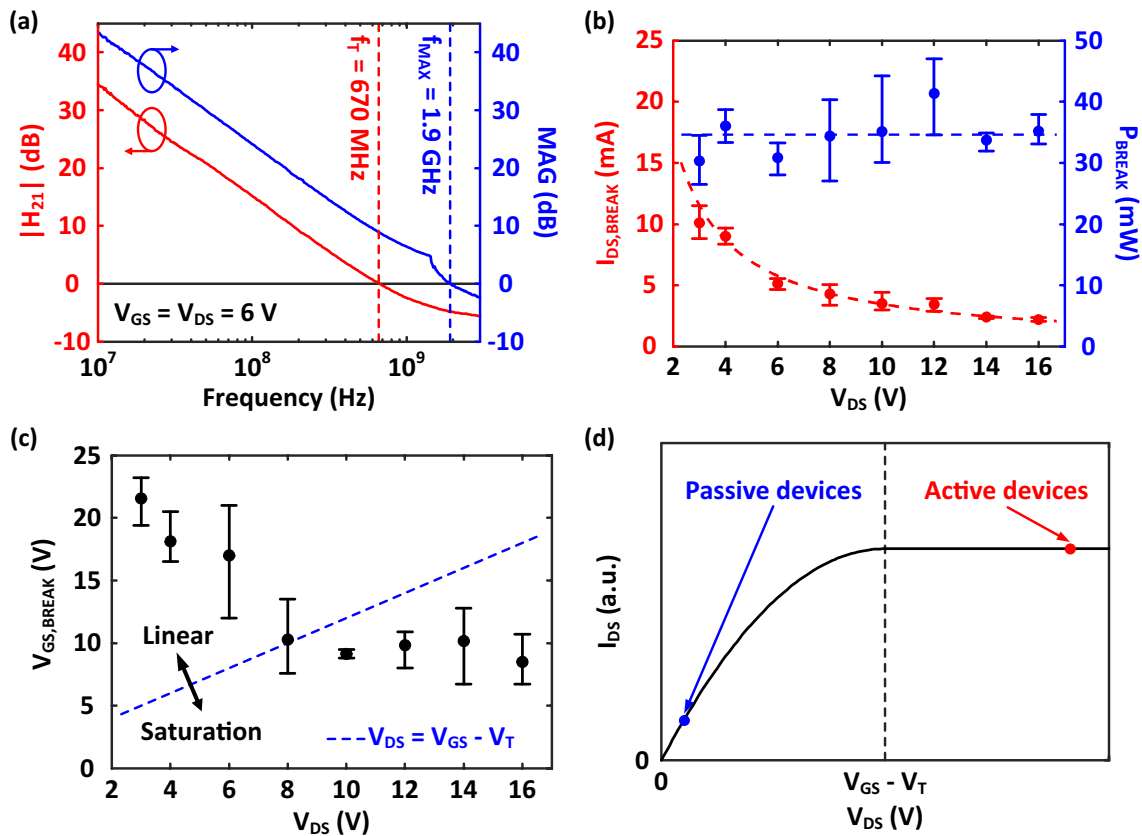 (a)
40
30
20
10
0
-10
|H21| (dB)
fT = 670 MHz
fMAX = 1.9 GHz
VGS = VDS = 6 V
40
30
20
10
0
-10
MAG (dB)
10^7
10^8
10^9
Frequency (Hz)
(b)
25
20
15
10
5
0
IDS,BREAK (mA)
50
40
30
20
10
0
PBREAK (mW)
2 4 6 8 10 12 14 16
VDS (V)
(c)
25
20
15
10
5
0
VGS,BREAK (V)
Linear
Saturation
VDS = VGS - VT
2 4 6 8 10 12 14 16
VDS (V)
(d)
Passive devices
Active devices
IDS (a.u.)
0
0
VGS - VT
VDS (V)